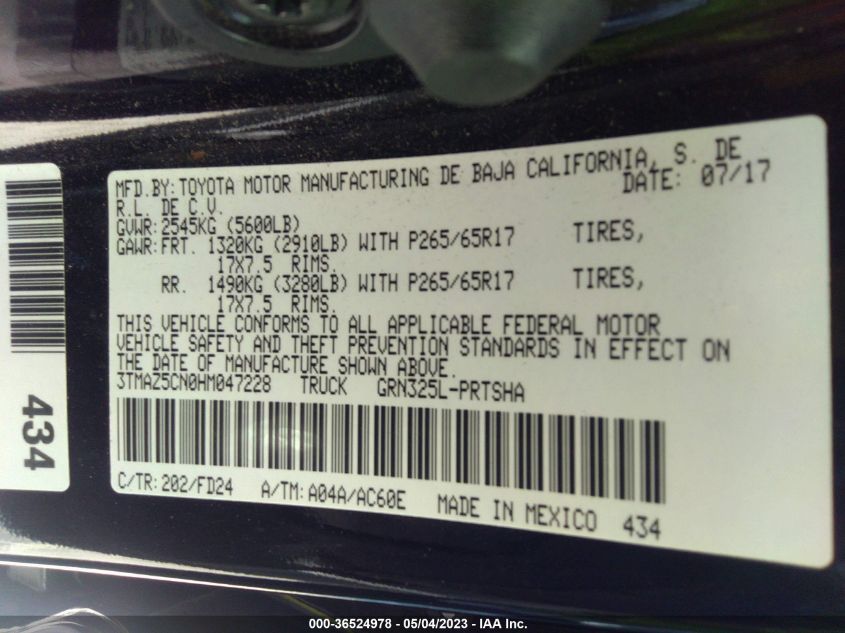 MFD.BY: TOYOTA MOTOR MANUFACTURING DE BAJA CALIFORNIA, S. DE
R.L. DE C.V. DATE: 07/17
GVWR: 2545KG (5600LB)
GAWR: FRT. 1320KG (2910LB) WITH P265/65R17 TIRES,
17X7.5 RIMS.
RR. 1490KG (3280LB) WITH P265/65R17 TIRES,
17X7.5 RIMS.
THIS VEHICLE CONFORMS TO ALL APPLICABLE FEDERAL MOTOR
VEHICLE SAFETY AND THEFT PREVENTION STANDARDS IN EFFECT ON
THE DATE OF MANUFACTURE SHOWN ABOVE.
3TMAZ5CN0HM047228 TRUCK GRN325L-PRTSHA
C/TR: 202/FD24 A/TM: A04A/AC60E MADE IN MEXICO 434
434
000-36524978 - 05/04/2023 - IAA Inc.